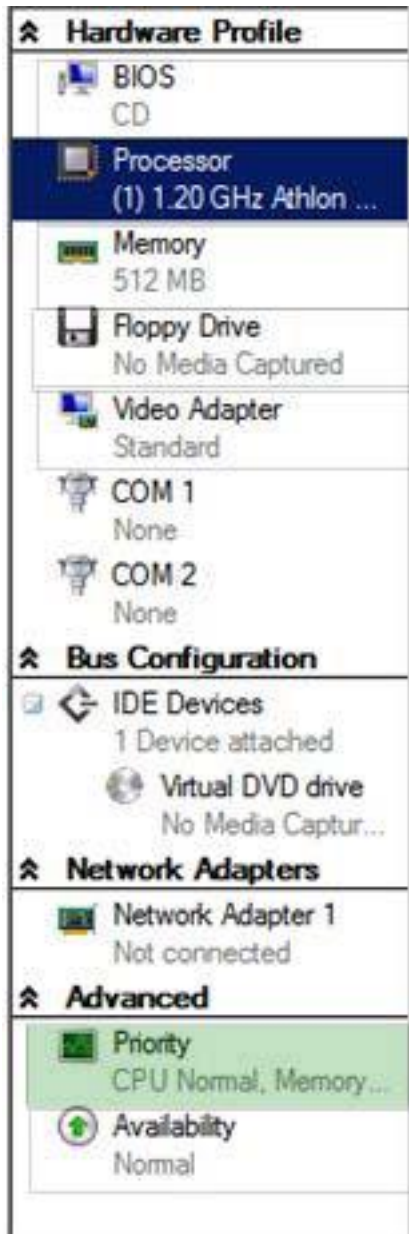 Hardware Profile
BIOS
CD
Processor
(1) 1.20 GHz Athlon ...
Memory
512 MB
Floppy Drive
No Media Captured
Video Adapter
Standard
COM 1
None
COM 2
None
Bus Configuration
IDE Devices
1 Device attached
Virtual DVD drive
No Media Captur...
Network Adapters
Network Adapter 1
Not connected
Advanced
Priority
CPU Normal, Memory...
Availability
Normal